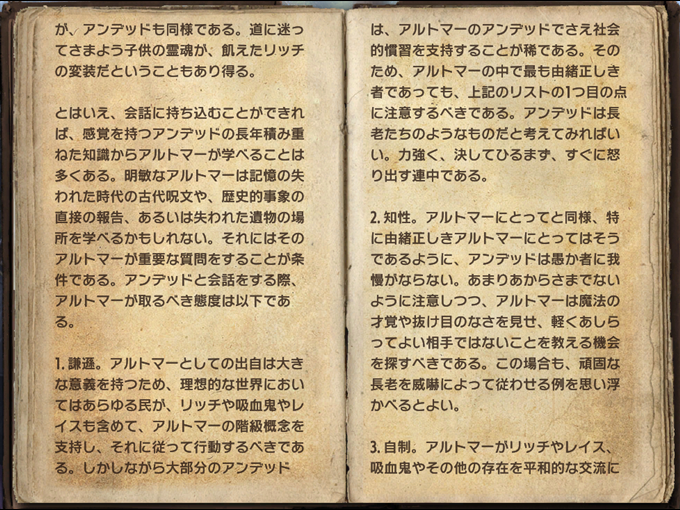 が、アンデッドも同様である。道に迷っ
てさまよう子供の霊魂が、飢えたリッチ
の変装だということもあり得る。
とはいえ、会話に持ち込むことができれ
ば、感覚を持つアンデッドの長年積み重
ねた知識からアルトマーが学べることは
多くある。明敏なアルトマーは記憶の失
われた時代の古代呪文や、歴史的事象の
直接の報告、あるいは失われた遺物の場
所を学べるかもしれない。それにはその
アルトマーが重要な質問をすることが条
件である。アンデッドと会話をする際、
アルトマーが取るべき態度は以下であ
る。
1. 謙遜。アルトマーとしての出自は大き
な意義を持つため、理想的な世界におい
てはあらゆる民が、リッチや吸血鬼やレ
イスも含めて、アルトマーの階級概念を
支持し、それに従って行動するべきであ
る。しかしながら大部分のアンデッド
は、アルトマーのアンデッドでさえ社会
的慣習を支持することが稀である。その
ため、アルトマーの中で最も由緒正しき
者であっても、上記のリストの1つ目の点
に注意するべきである。アンデッドは長
老たちのようなものだと考えてみればい
い。力強く、決してひるまず、すぐに怒
り出す連中である。
2. 知性。アルトマーにとってと同様、特
に由緒正しきアルトマーにとってはそう
であるように、アンデッドは愚か者に我
慢がならない。あまりあからさまでない
ように注意しつつ、アルトマーは魔法の
才覚や抜け目のなさを見せ、軽くあしら
ってよい相手ではないことを教える機会
を探すべきである。この場合も、頑固な
長老を威嚇によって従わせる例を思い浮
かべるとよい。
3. 自制。アルトマーがリッチやレイス、
吸血鬼やその他の存在を平和的な交流に